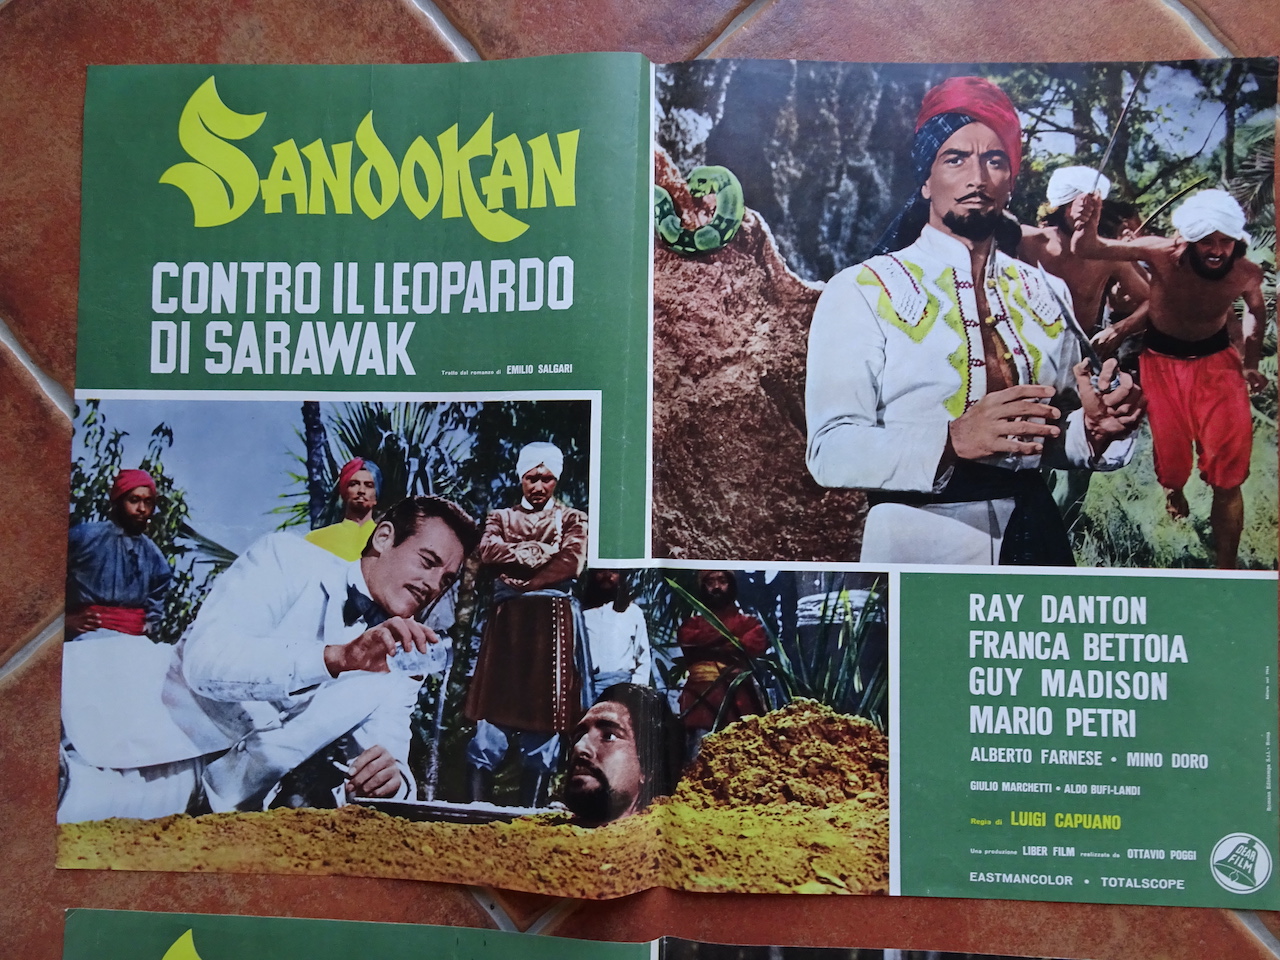 SANDOKAN
CONTRO IL LEOPARDO
DI SARAWAK
Tratto dal romanzo di EMILIO SALGARI
RAY DANTON
FRANCA BETTOIA
GUY MADISON
MARIO PETRI
ALBERTO FARNESE • MINO DORO
GIULIO MARCHETTI • ALDO BUFI-LANDI
Regia di LUIGI CAPUANO
Una produzione LIBER FILM realizzata da OTTAVIO POGGI
EASTMANCOLOR • TOTALSCOPE
DEAR
FILM